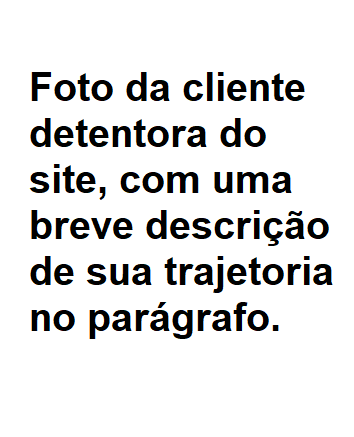 Foto da cliente
detentora do
site, com uma
breve descrição
de sua trajetoria
no parágrafo.